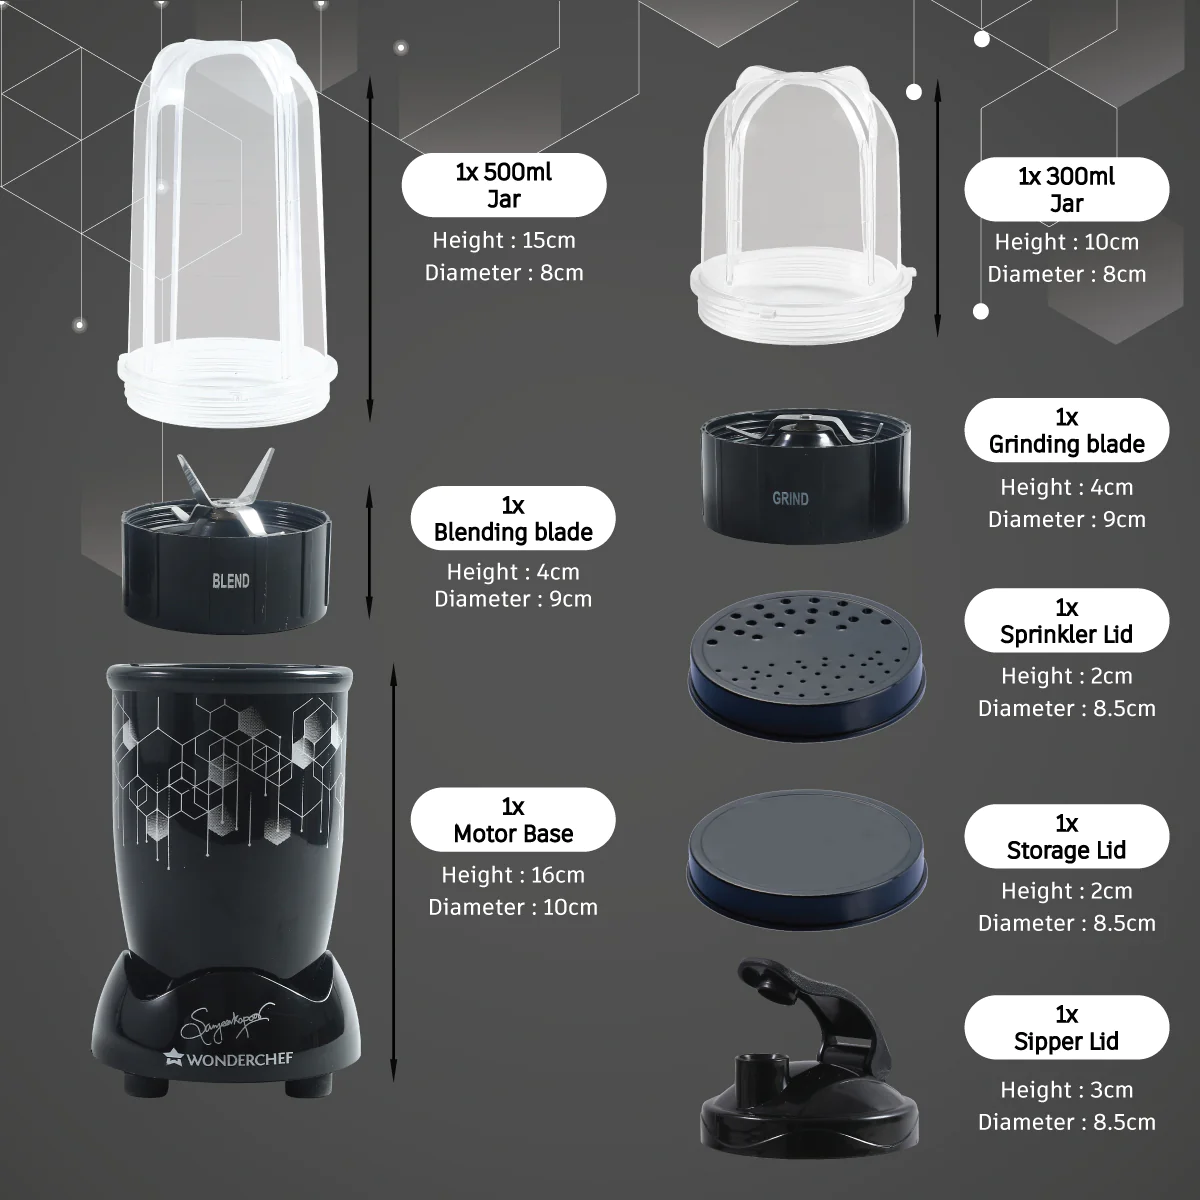 1x 500ml
Jar
Height : 15cm
Diameter : 8cm
1x
Blending blade
Height : 4cm
Diameter : 9cm
BLEND
1x
Motor Base
Height : 16cm
Diameter : 10cm
Sanjeev Kapoor
WONDERCHEF
1x 300ml
Jar
Height : 10cm
Diameter : 8cm
1x
Grinding blade
Height : 4cm
Diameter : 9cm
GRIND
1x
Sprinkler Lid
Height : 2cm
Diameter : 8.5cm
1x
Storage Lid
Height : 2cm
Diameter : 8.5cm
1x
Sipper Lid
Height : 3cm
Diameter : 8.5cm